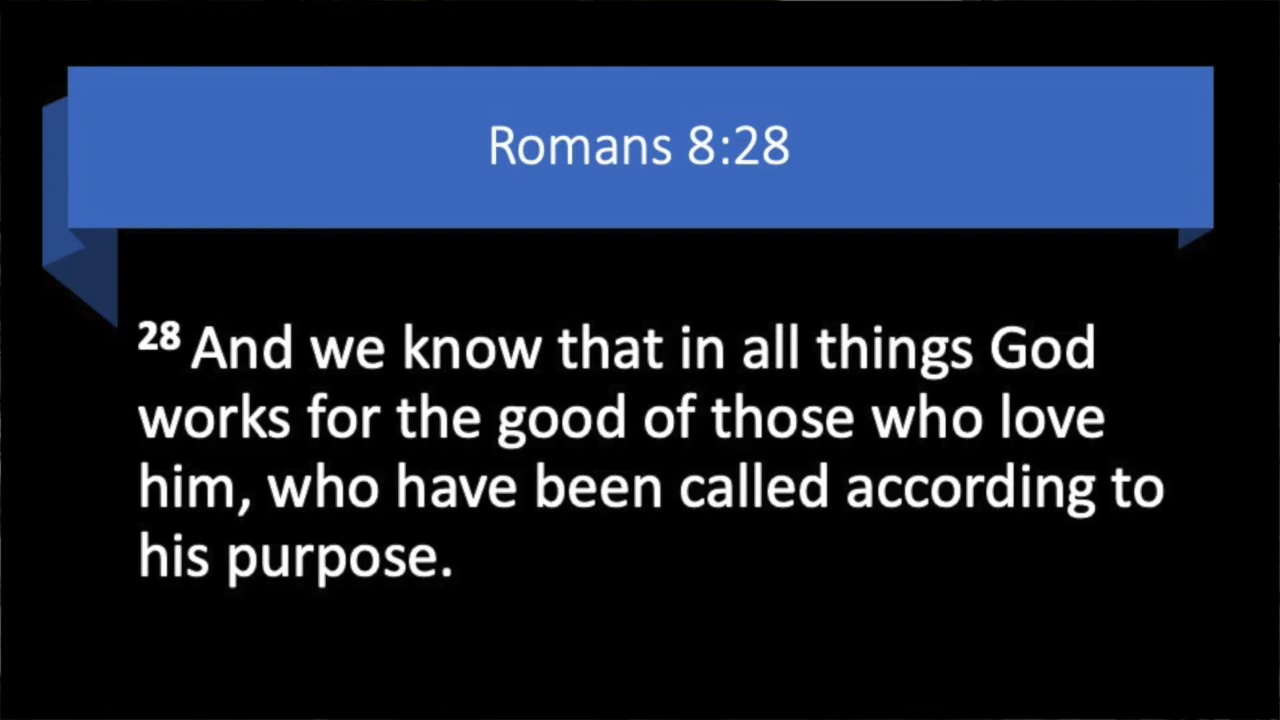 Romans 8:28
28 And we know that in all things God
works for the good of those who love
him, who have been called according to
his purpose.